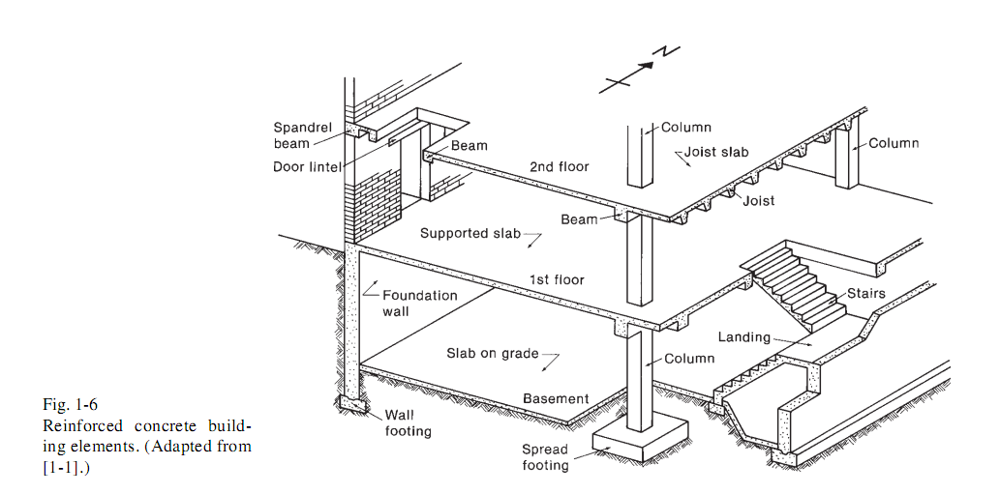 N
Column
Spandrel
beam
Door lintel
Beam
2nd floor
Joist slab
Column
Joist
Beam
Supported slab
1st floor
Foundation
wall
Stairs
Landing
Slab on grade
Column
Basement
Wall
footing
Spread
footing
Fig. 1-6
Reinforced concrete build-
ing elements. (Adapted from
[1-1].)